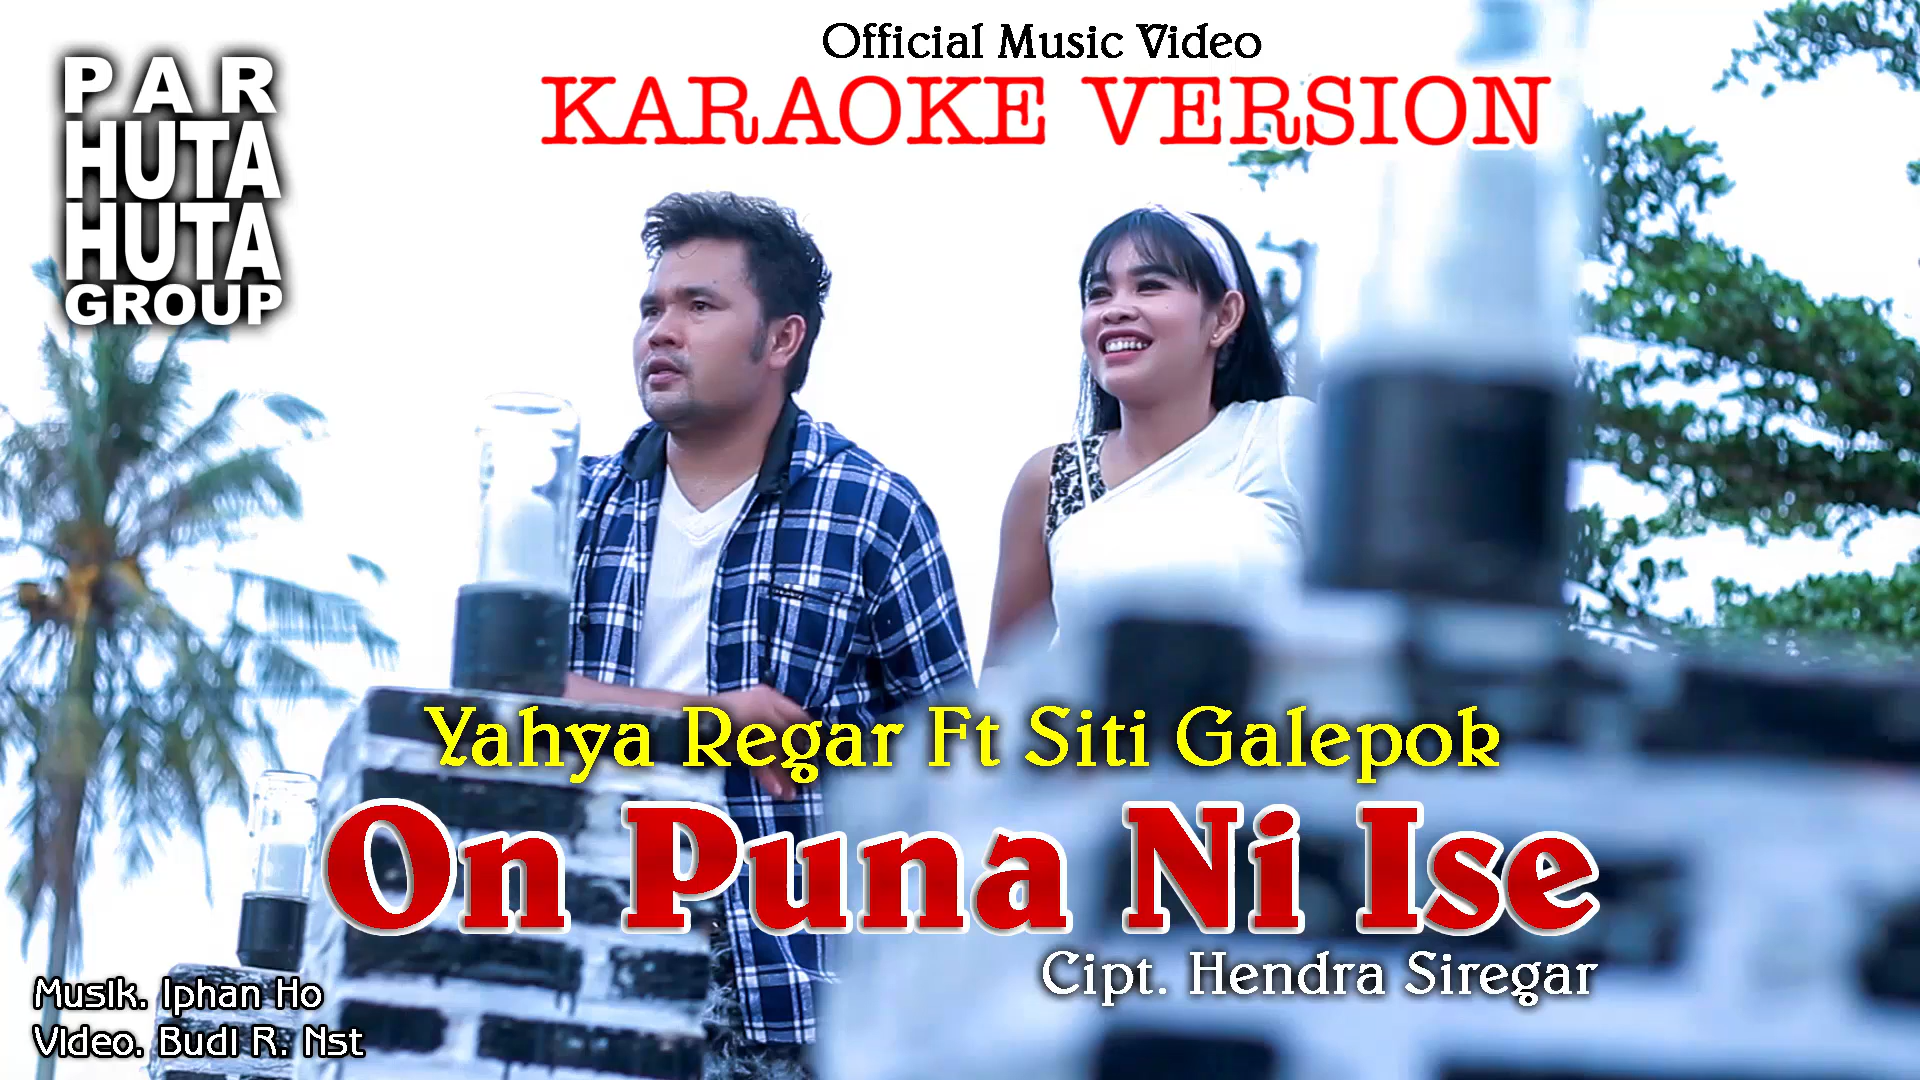 Official Music Video
KARAOKE VERSION
PAR
HUTA
HUTA
GROUP
Yahya Regar Ft Siti Galepok
On Puna Ni Ise
Cipt. Hendra Siregar
Musik. Iphan Ho
Video. Budi R. Nst